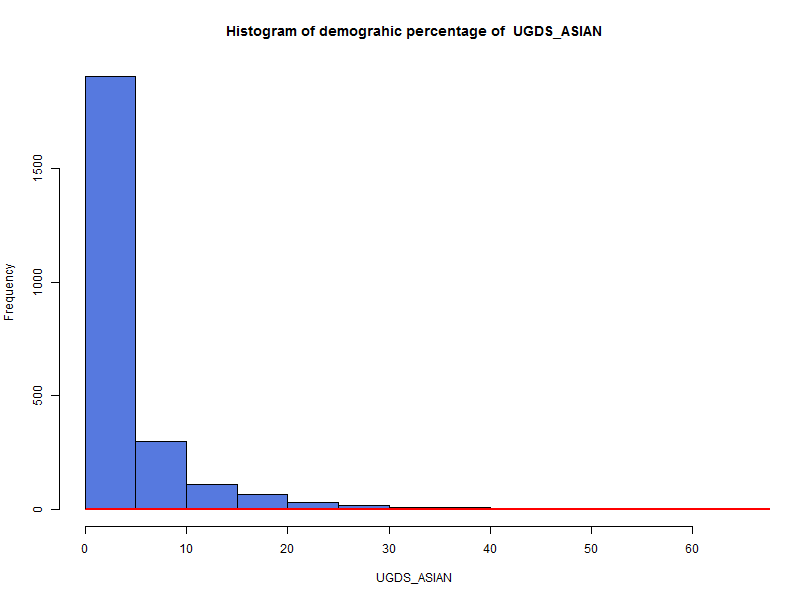 Histogram of demograhic percentage of  UGDS_ASIAN
Frequency
1500
1000
500
0
0 10 20 30 40 50 60
UGDS_ASIAN